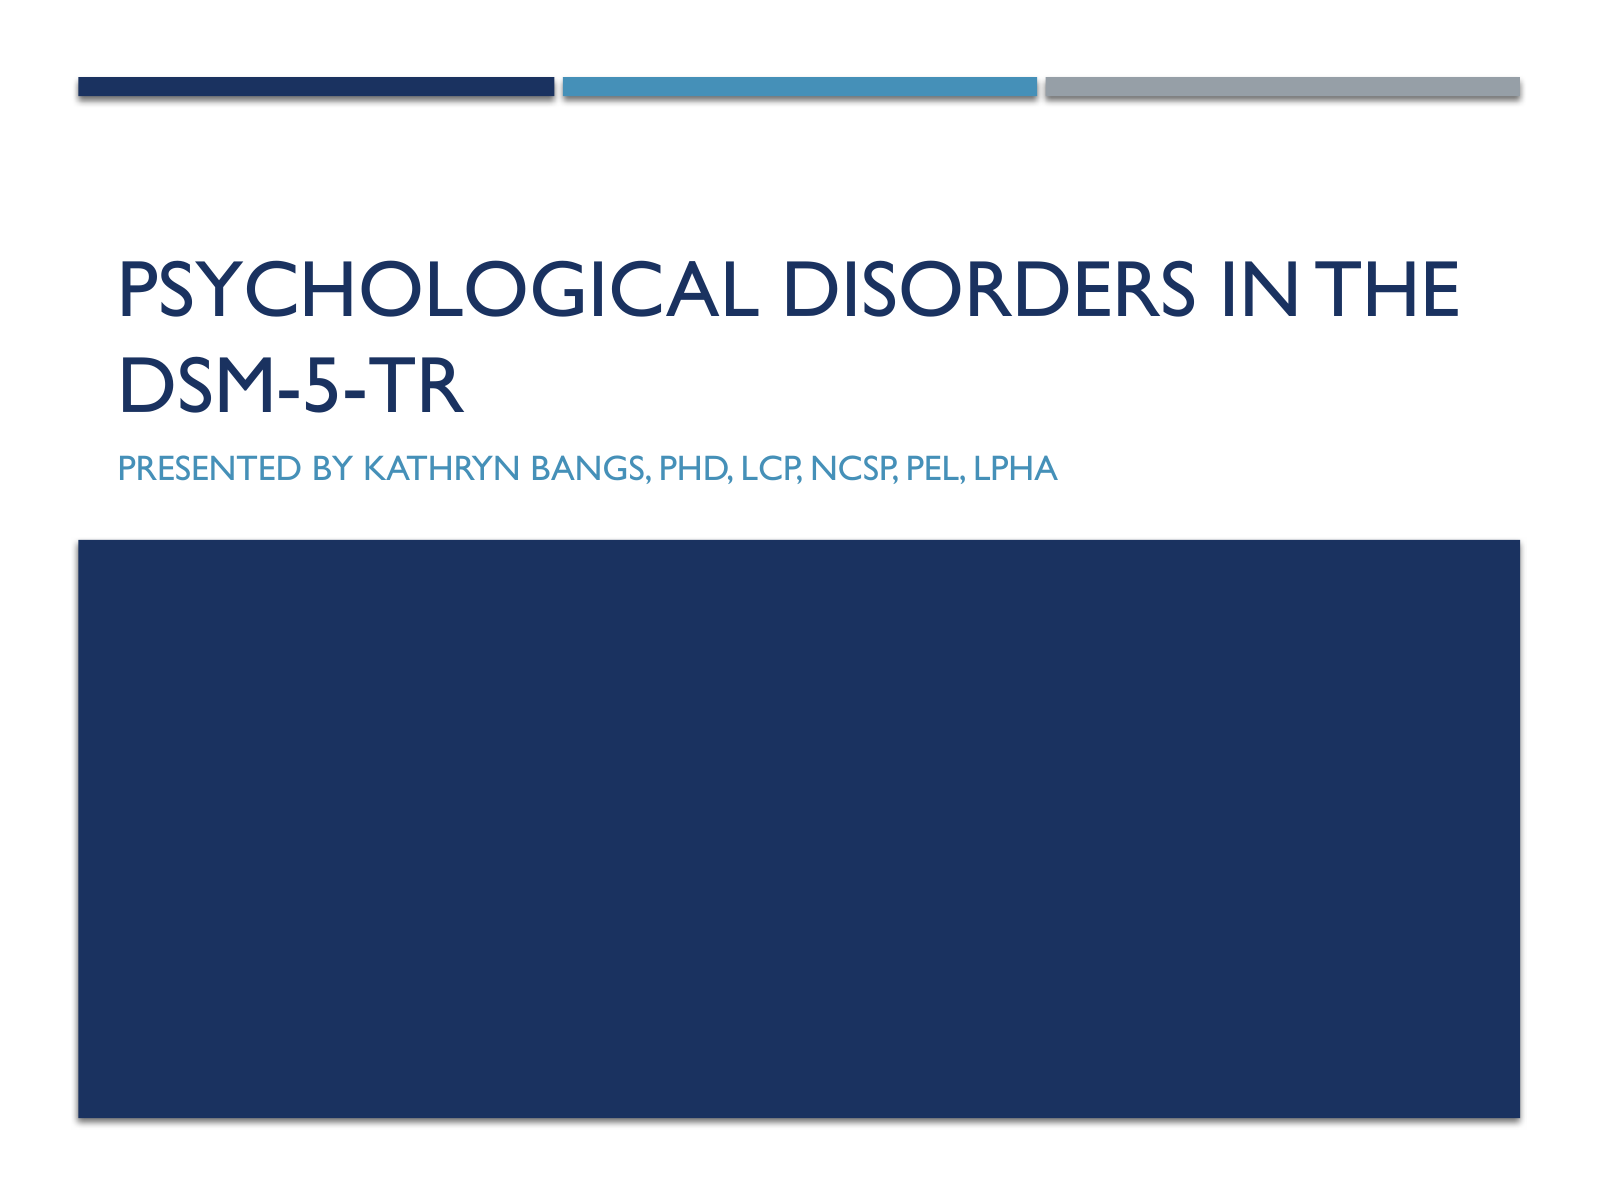 PSYCHOLOGICAL DISORDERS IN THE
DSM-5-TR
PRESENTED BY KATHRYN BANGS, PHD, LCP, NCSP, PEL, LPHA